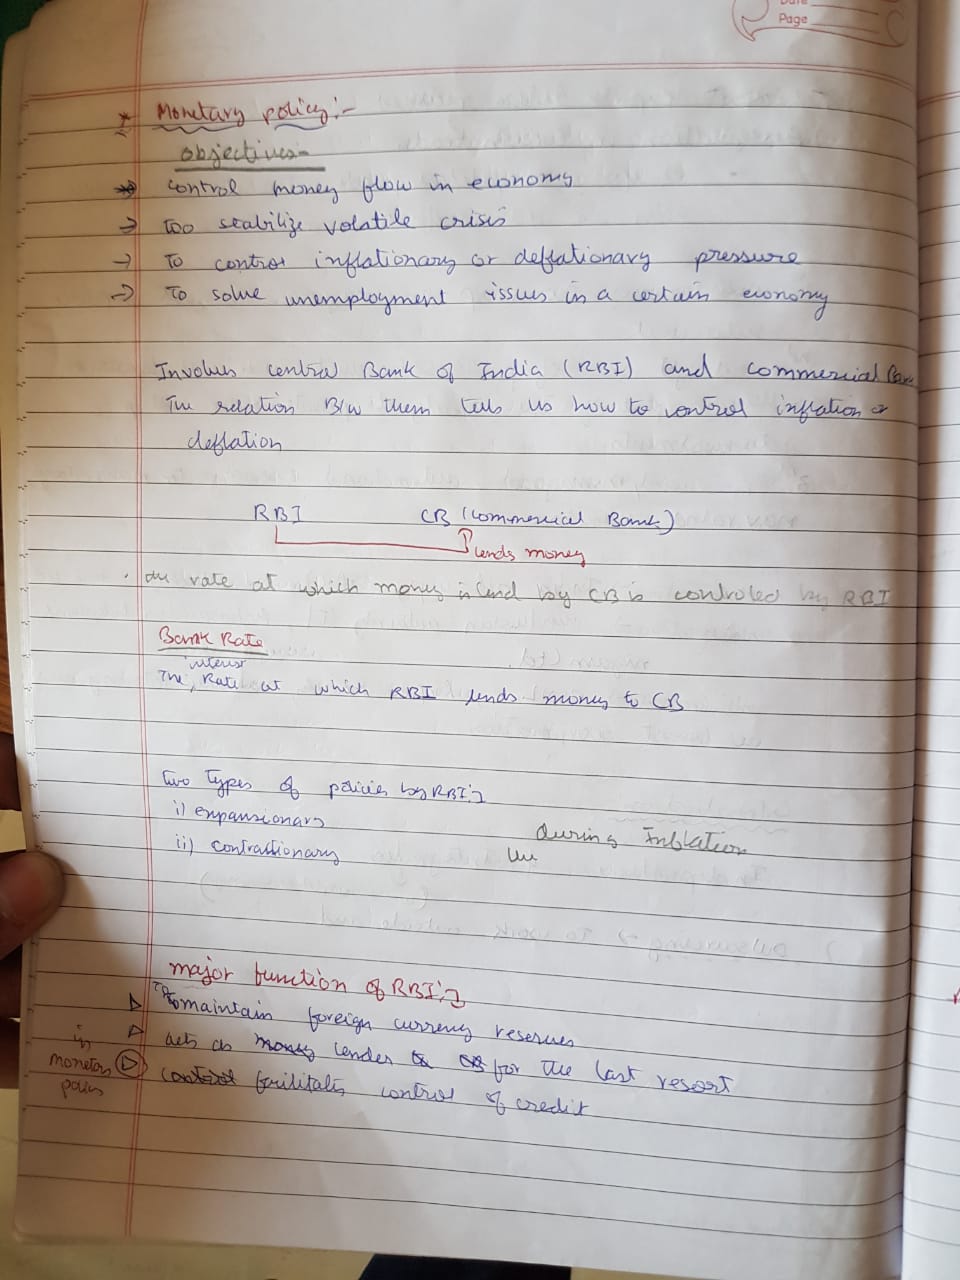 Date
Page
* Monetary policy:-
objectives-
→ control money flow in economy
→ too stabilize volatile crisis
→ To control inflationary or deflationary pressure
→ To solve unemployment issues in a certain economy
Involves central Bank of India (RBI) and commercial Bank
The relation B/w them tells us how to control inflation or
deflation
RBI CB (commercial Bank)
lends money
. du rate at which money is lend by CB is controled by RBI
Bank Rate
interest
The, Rate at which RBI lends money to CB
Two types of policies by RBI:-
i) expansionary
ii) contractionary
During Inflation
the
major function of RBI:-
▷ To maintain foreign currency reserves
▷ acts as money lender for the last resort
in monetary policy ▷ control facilitates control of credit